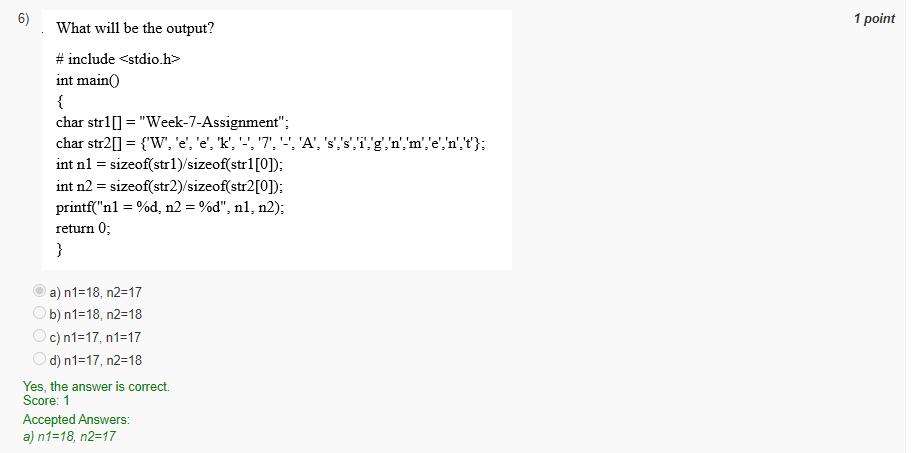 6)
1 point
. What will be the output?
# include <stdio.h>
int main()
{
char str1[] = "Week-7-Assignment";
char str2[] = {'W', 'e', 'e', 'k', '-', '7', '-', 'A', 's','s','i','g','n','m','e','n','t'};
int n1 = sizeof(str1)/sizeof(str1[0]);
int n2 = sizeof(str2)/sizeof(str2[0]);
printf("n1 = %d, n2 = %d", n1, n2);
return 0;
}
a) n1=18, n2=17
b) n1=18, n2=18
c) n1=17, n1=17
d) n1=17, n2=18
Yes, the answer is correct.
Score: 1
Accepted Answers:
a) n1=18, n2=17